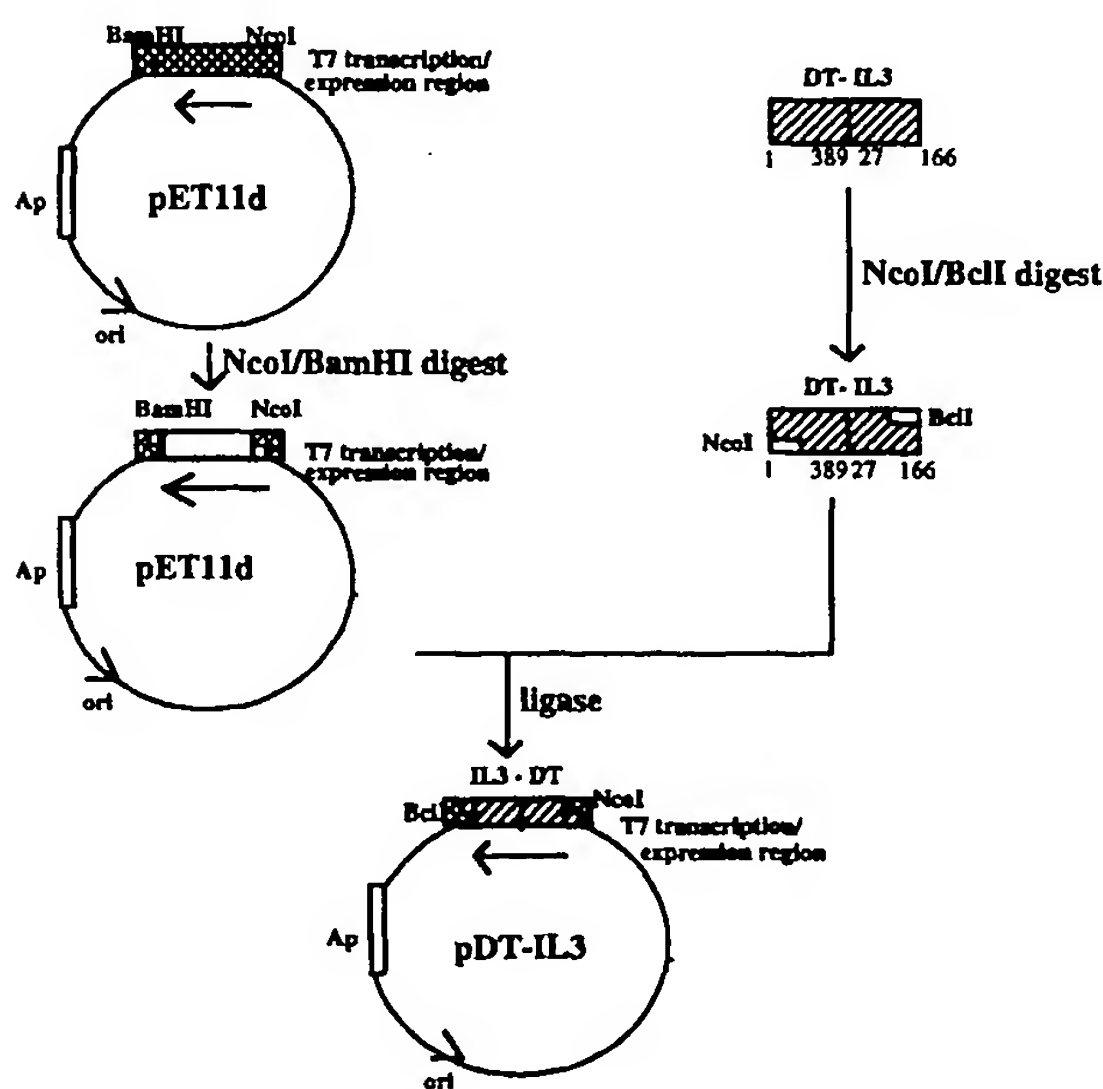 BamHI NcoI
T7 transcription/
expression region
Ap
pET11d
ori
DT- IL3
1 389 27 166
NcoI/BclI digest
NcoI/BamHI digest
BamHI NcoI
T7 transcription/
expression region
Ap
pET11d
ori
DT- IL3
NcoI
BclI
1 389 27 166
ligase
IL3 - DT
BclI
NcoI
T7 transcription/
expression region
Ap
pDT-IL3
ori